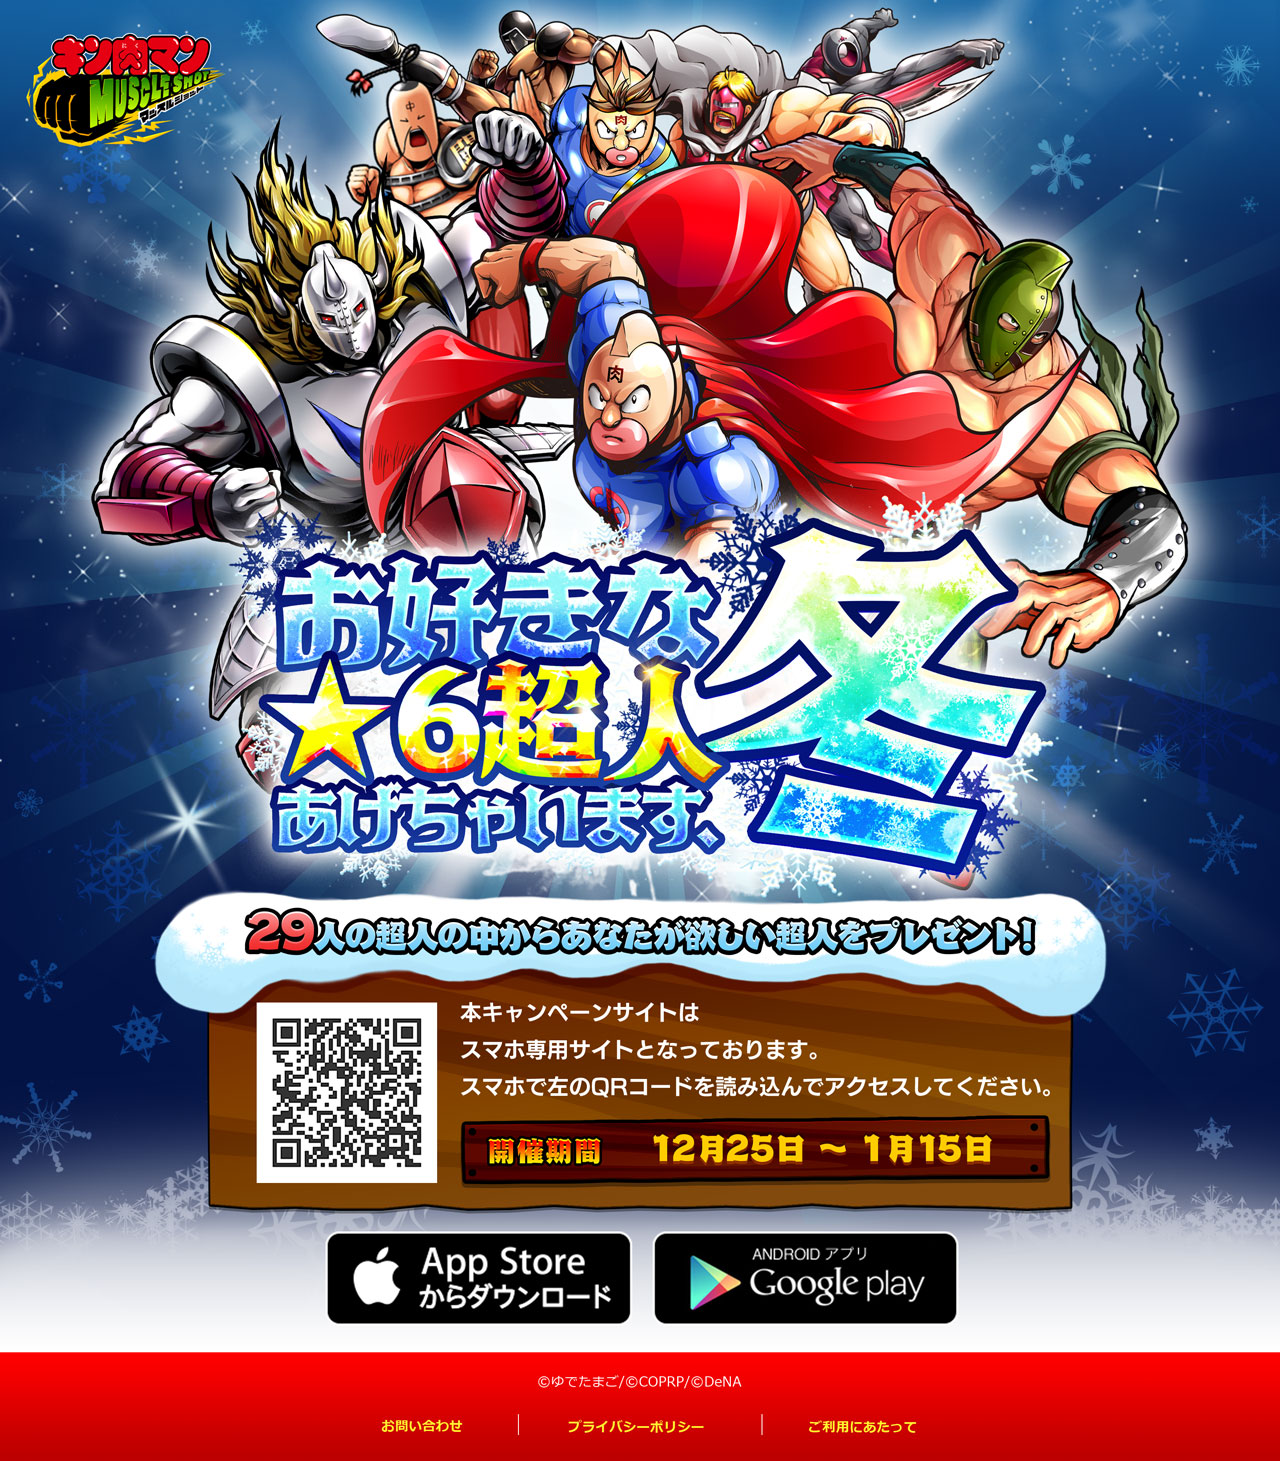 キン肉マン
MUSCLE SHOT
マッスルショット
中
肉
肉
お好きな
★6超人
あげちゃいます、
冬
29人の超人の中からあなたが欲しい超人をプレゼント!
本キャンペーンサイトは
スマホ専用サイトとなっております。
スマホで左のQRコードを読み込んでアクセスしてください。
開催期間 12月25日 ~ 1月15日
App Store
からダウンロード
ANDROID アプリ
Google play
©ゆでたまご/©COPRP/©DeNA
お問い合わせ
プライバシーポリシー
ご利用にあたって